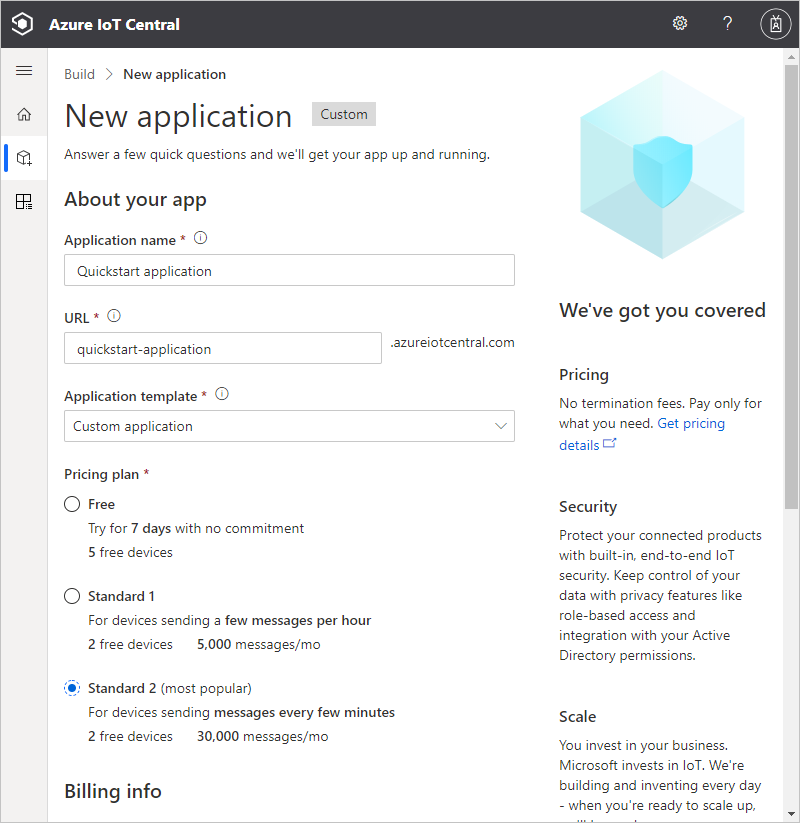 Azure IoT Central
?
Build > New application
New application
Custom
Answer a few quick questions and we'll get your app up and running.
About your app
Application name *
Quickstart application
URL *
quickstart-application
.azureiotcentral.com
Application template *
Custom application
Pricing plan *
Free
Try for 7 days with no commitment
5 free devices
Standard 1
For devices sending a few messages per hour
2 free devices 5,000 messages/mo
Standard 2 (most popular)
For devices sending messages every few minutes
2 free devices 30,000 messages/mo
Billing info
We've got you covered
Pricing
No termination fees. Pay only for
what you need. Get pricing
details
Security
Protect your connected products
with built-in, end-to-end IoT
security. Keep control of your
data with privacy features like
role-based access and
integration with your Active
Directory permissions.
Scale
You invest in your business.
Microsoft invests in IoT. We're
building and inventing every day
- when you're ready to scale up,